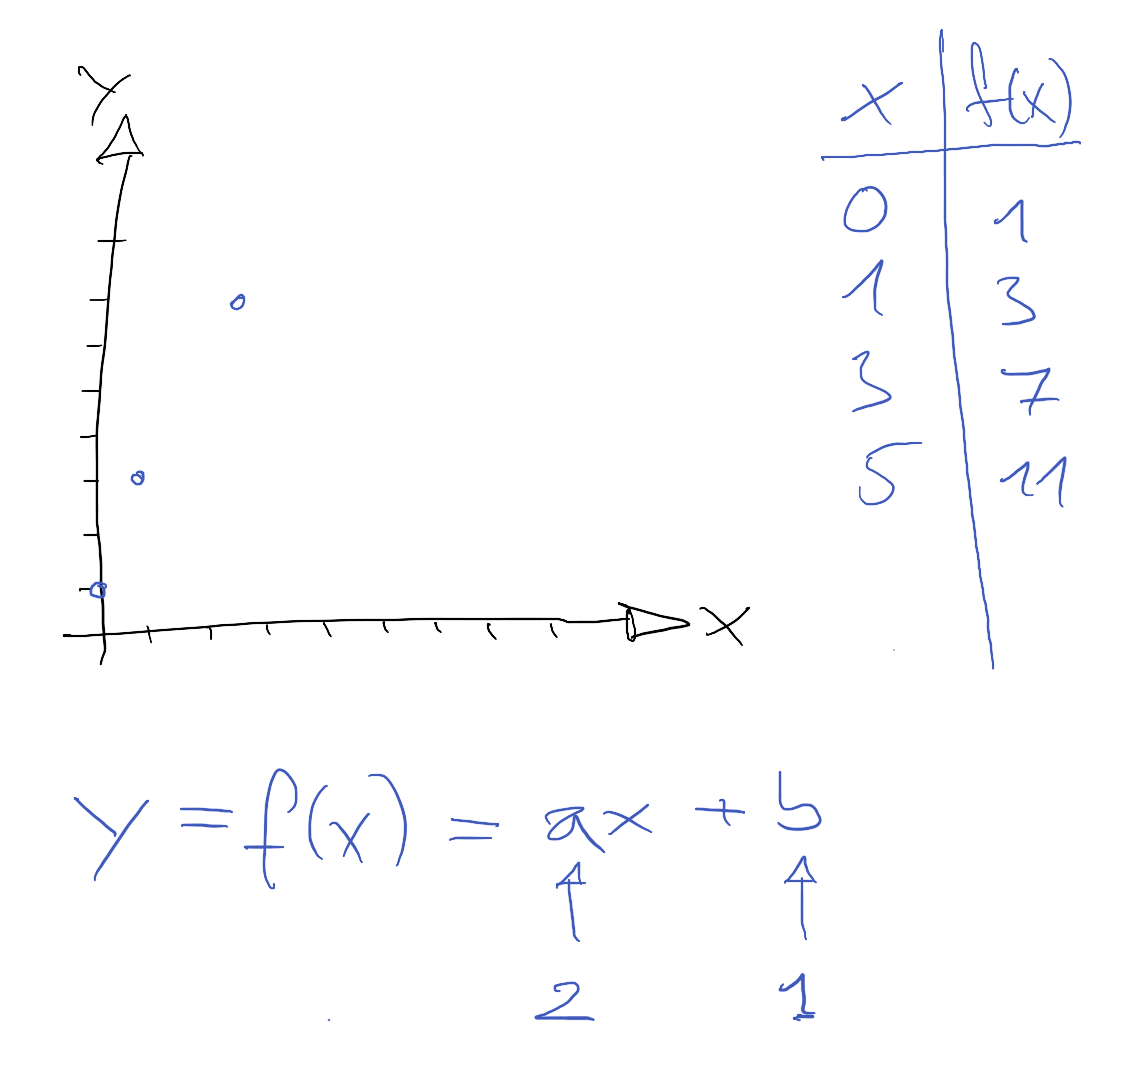 Y
X
x f(x)
0 1
1 3
3 7
5 11
y = f(x) = ax + b
2 1